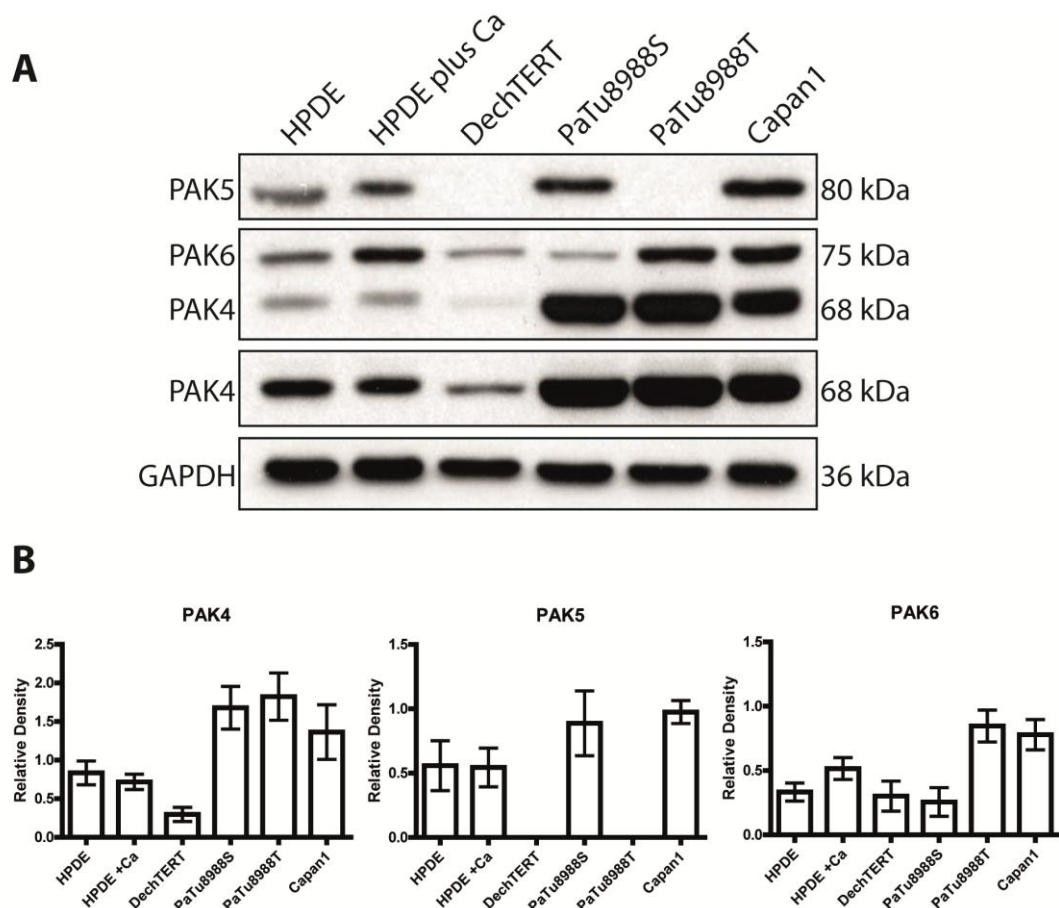 A
HPDE
HPDE plus Ca
DechTERT
PaTu8988S
PaTu8988T
Capan1
PAK5 80 kDa
PAK6 75 kDa
PAK4 68 kDa
PAK4 68 kDa
GAPDH 36 kDa
B
PAK4
2.5
2.0
1.5
1.0
0.5
0.0
Relative Density
HPDE
HPDE +Ca
DechTERT
PaTu8988S
PaTu8988T
Capan1
PAK5
1.5
1.0
0.5
0.0
Relative Density
HPDE
HPDE +Ca
DechTERT
PaTu8988S
PaTu8988T
Capan1
PAK6
1.5
1.0
0.5
0.0
Relative Density
HPDE
HPDE +Ca
DechTERT
PaTu8988S
PaTu8988T
Capan1